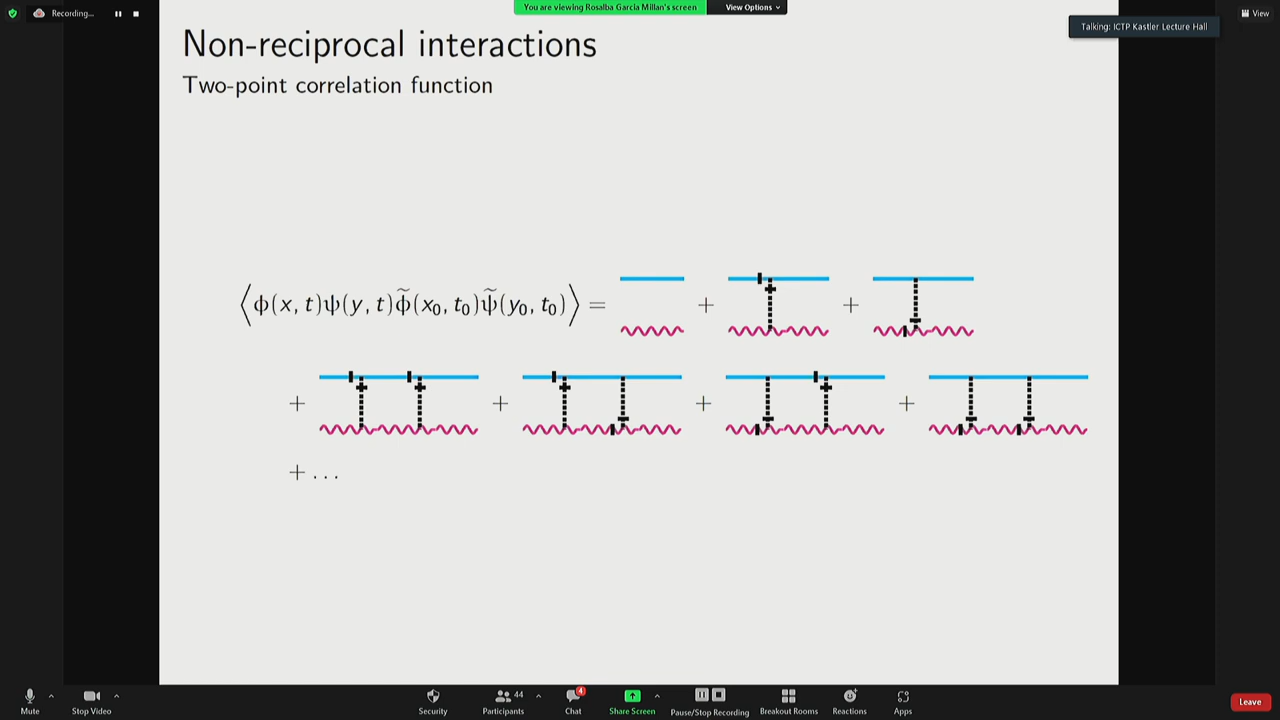 Recording...
You are viewing Rosalba Garcia Millan's screen
View Options
View
Talking: ICTP Kastler Lecture Hall
Non-reciprocal interactions
Two-point correlation function
⟨ϕ(x, t)ψ(y, t)ϕ̃(x₀, t₀)ψ̃(y₀, t₀)⟩ = + +
+ + + +
+ ...
Mute
Stop Video
Security
Participants
44
Chat
4
Share Screen
Pause/Stop Recording
Breakout Rooms
Reactions
Apps
Leave